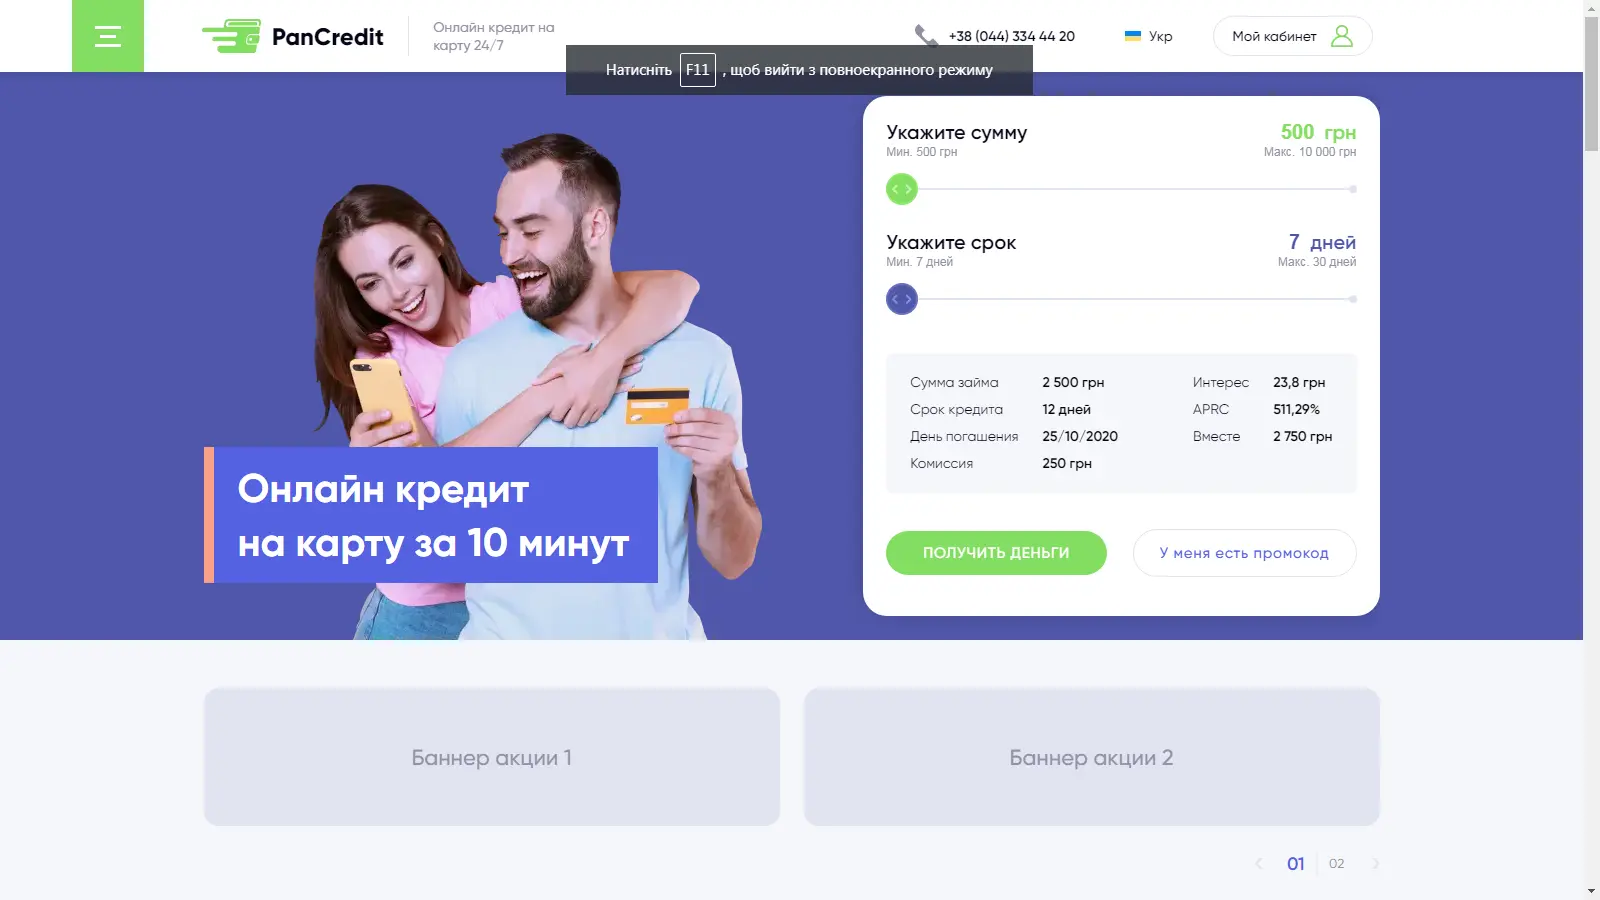 PanCredit
Онлайн кредит на
карту 24/7
+38 (044) 334 44 20
Укр
Мой кабинет
Натисніть F11 , щоб вийти з повноекранного режиму
Укажите сумму
500 грн
Мин. 500 грн
Макс. 10 000 грн
Укажите срок
7 дней
Мин. 7 дней
Макс. 30 дней
Сумма займа 2 500 грн Интерес 23,8 грн
Срок кредита 12 дней APRC 511,29%
День погашения 25/10/2020 Вместе 2 750 грн
Комиссия 250 грн
ПОЛУЧИТЬ ДЕНЬГИ
У меня есть промокод
Онлайн кредит
на карту за 10 минут
Баннер акции 1
Баннер акции 2
01 02